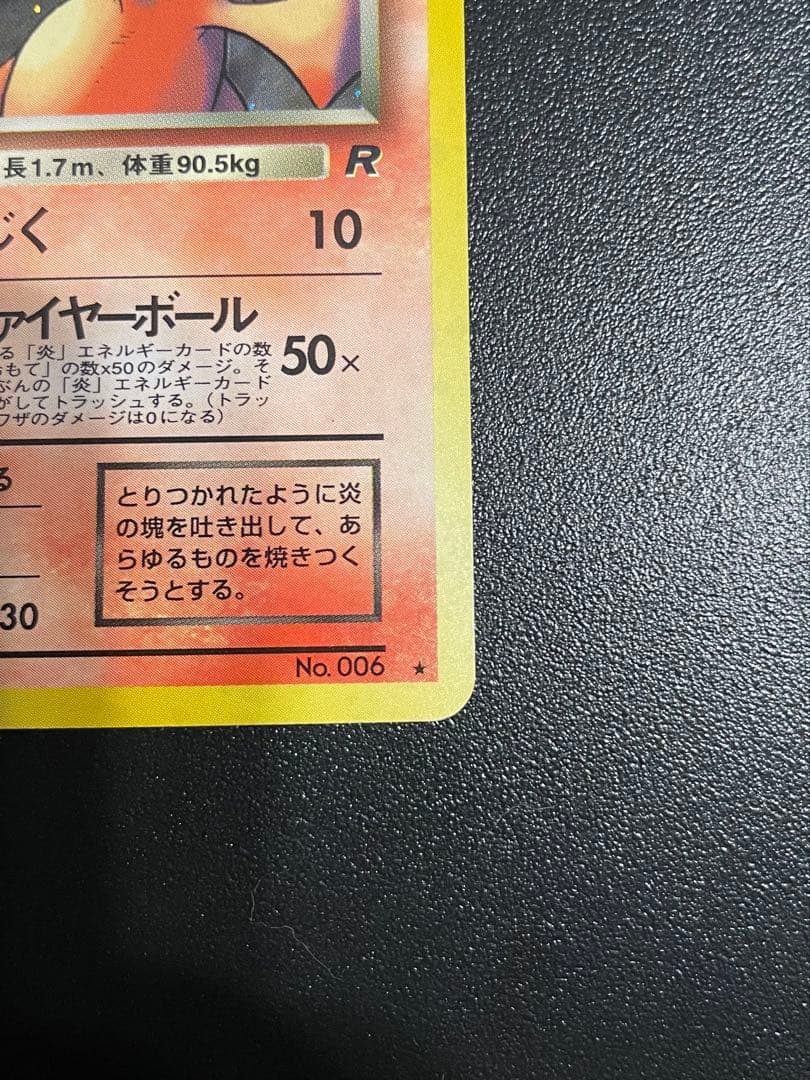 長1.7m、体重90.5kg R
じく 10
ァイヤーボール
る「炎」エネルギーカードの数
おもて」の数x50のダメージ。そ 50×
ぶんの「炎」エネルギーカード
がしてトラッシュする。(トラッ
ワザのダメージは0になる)
る
とりつかれたように炎
の塊を吐き出して、あ
らゆるものを焼きつく
そうとする。
30
No. 006 ★